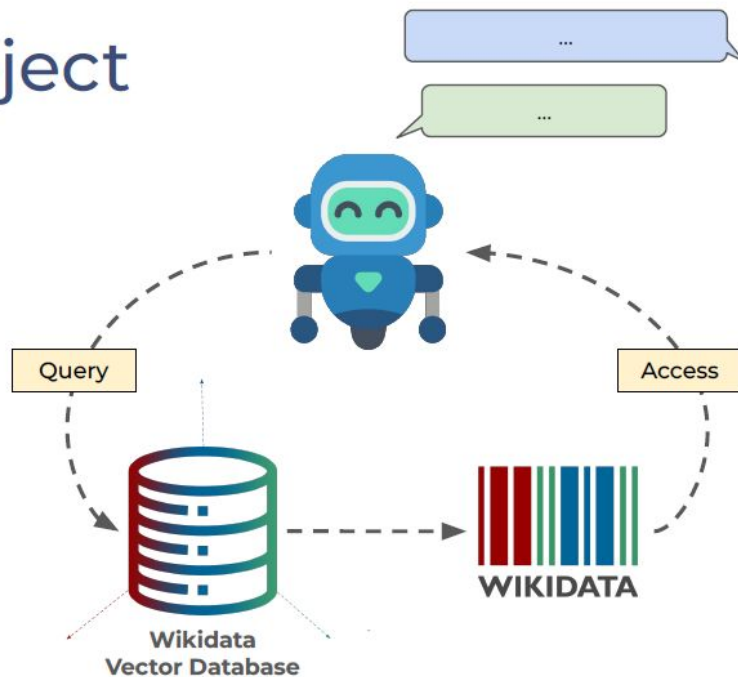 ject
...
...
Query
Access
WIKIDATA
Wikidata
Vector Database